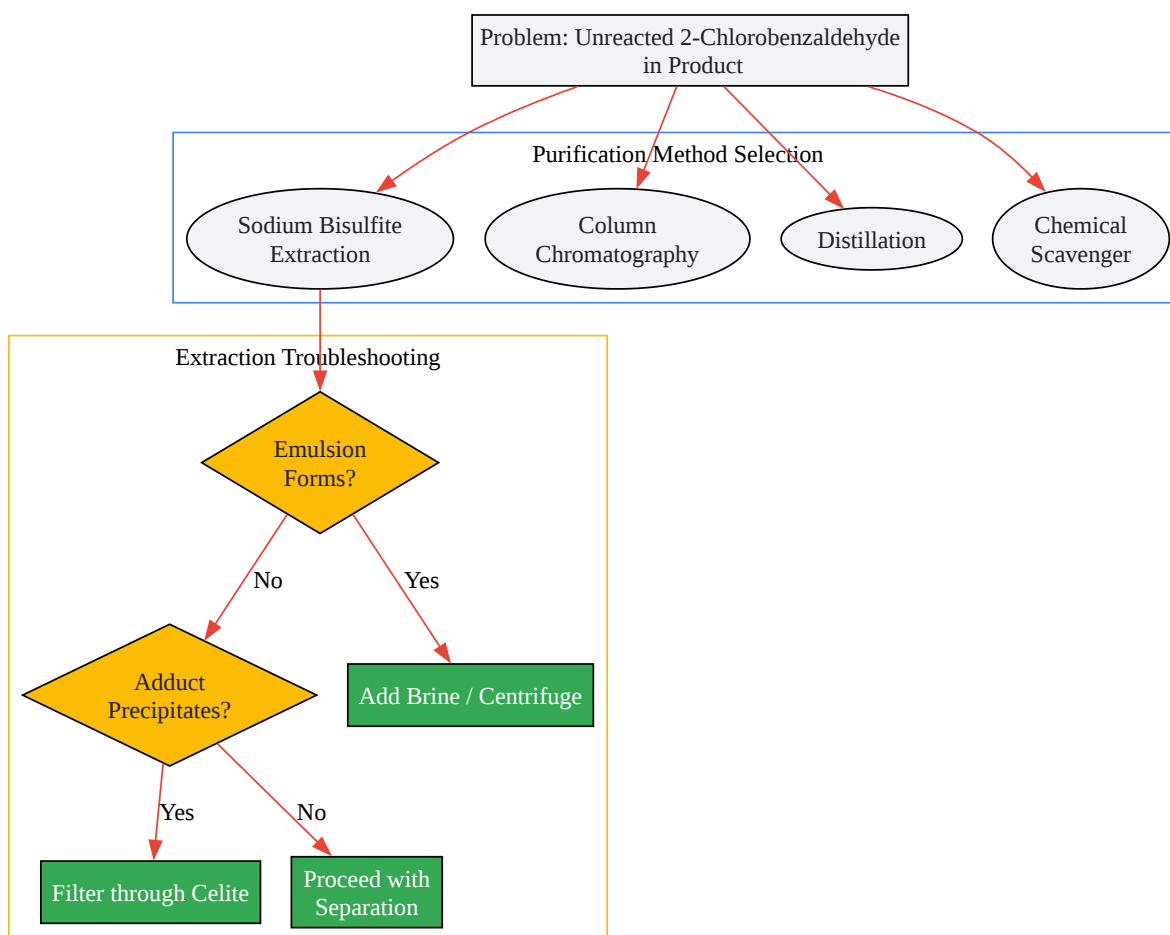 Problem: Unreacted 2-Chlorobenzaldehyde
in Product
Purification Method Selection
Sodium Bisulfite
Extraction
Column
Chromatography
Distillation
Chemical
Scavenger
Extraction Troubleshooting
Emulsion
Forms?
No
Yes
Adduct
Precipitates?
Add Brine / Centrifuge
Yes
No
Filter through Celite
Proceed with
Separation